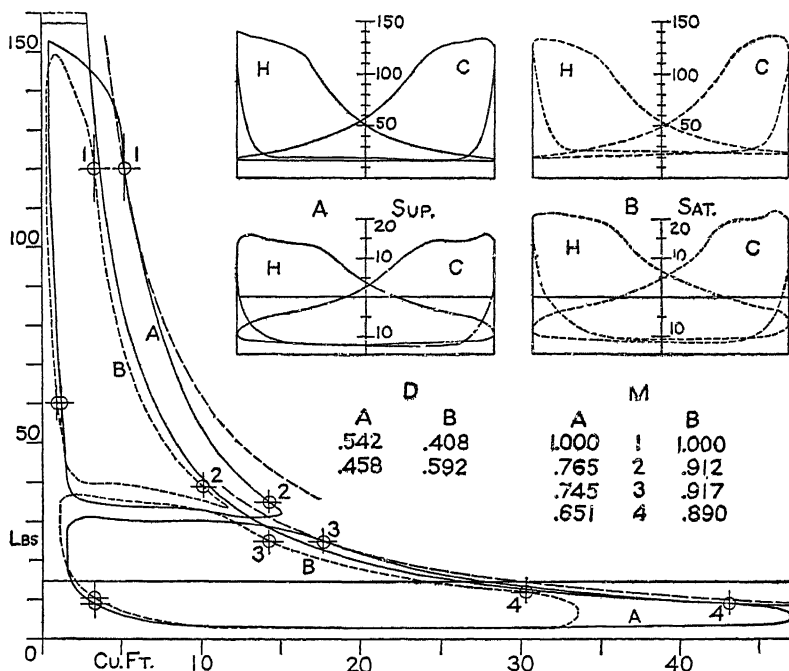 150
100
50
LBS
0
Cu.Ft.
10
20
30
40
1
1
A
B
2
2
3
3
B
4
4
A
H
C
150
100
50
H
C
150
100
50
A SUP.
B SAT.
H
C
20
10
10
H
C
20
10
10
D
A B
.542 .408
.458 .592
M
A B
1.000 1 1.000
.765 2 .912
.745 3 .917
.651 4 .890